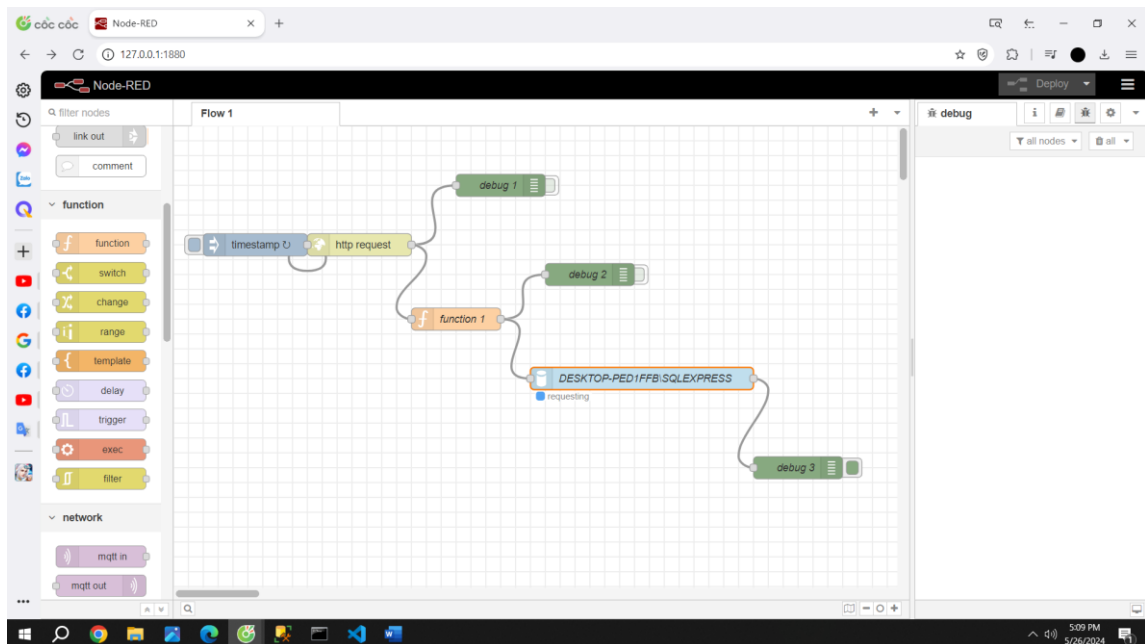 cốc cốc
Node-RED
127.0.0.1:1880
Node-RED
Deploy
filter nodes
link out
comment
function
function
switch
change
range
template
delay
trigger
exec
filter
network
mqtt in
mqtt out
Flow 1
debug 1
timestamp ↻
http request
debug 2
function 1
DESKTOP-PED1FFB\SQLEXPRESS
requesting
debug 3
debug
i
all nodes
all
Zalo
5:09 PM
5/26/2024